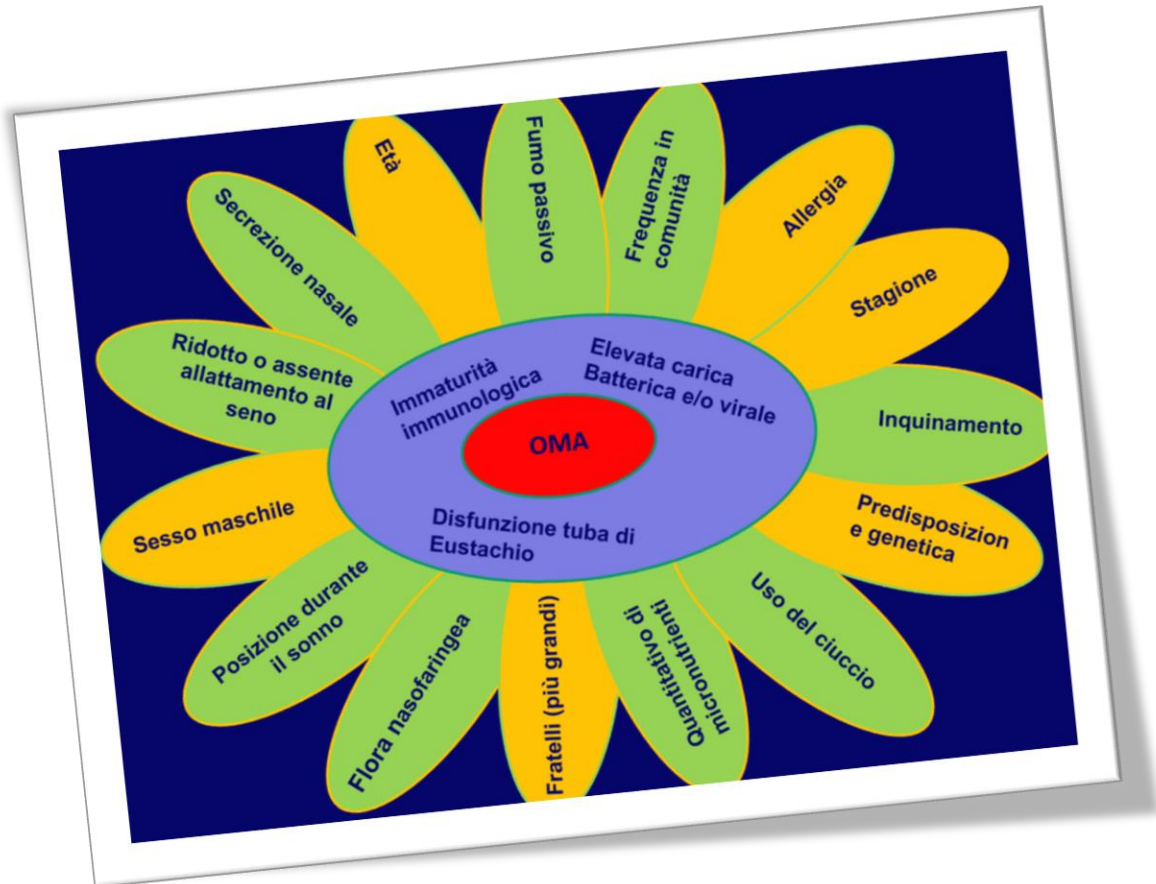 Età
Fumo passivo
Frequenza in
comunità
Allergia
Stagione
Inquinamento
Predisposizion
e genetica
Uso del ciuccio
Quantitativo di
micronutrienti
Fratelli (più grandi)
Flora nasofaringea
Posizione durante
il sonno
Sesso maschile
Ridotto o assente
allattamento al
seno
Secrezione nasale
Immaturità
immunologica
Elevata carica
Batterica e/o virale
OMA
Disfunzione tuba di
Eustachio